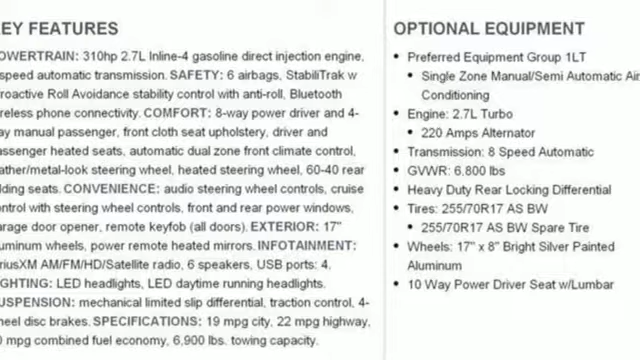 EY FEATURES
OWERTRAIN: 310hp 2.7L Inline-4 gasoline direct injection engine,
speed automatic transmission. SAFETY: 6 airbags, StabiliTrak w
roactive Roll Avoidance stability control with anti-roll, Bluetooth
reless phone connectivity. COMFORT: 8-way power driver and 4-
ay manual passenger, front cloth seat upholstery, driver and
assenger heated seats, automatic dual zone front climate control,
ather/metal-look steering wheel, heated steering wheel, 60-40 rear
lding seats. CONVENIENCE: audio steering wheel controls, cruise
ontrol with steering wheel controls, front and rear power windows,
arage door opener, remote keyfob (all doors). EXTERIOR: 17"
uminum wheels, power remote heated mirrors. INFOTAINMENT:
riusXM AM/FM/HD/Satellite radio, 6 speakers, USB ports: 4.
GHTING: LED headlights, LED daytime running headlights.
USPENSION: mechanical limited slip differential, traction control, 4-
heel disc brakes. SPECIFICATIONS: 19 mpg city, 22 mpg highway,
0 mpg combined fuel economy, 6,900 lbs. towing capacity.
OPTIONAL EQUIPMENT
• Preferred Equipment Group 1LT
• Single Zone Manual/Semi Automatic Air
Conditioning
• Engine: 2.7L Turbo
• 220 Amps Alternator
• Transmission: 8 Speed Automatic
• GVWR: 6,800 lbs
• Heavy Duty Rear Locking Differential
• Tires: 255/70R17 AS BW
• 255/70R17 AS BW Spare Tire
• Wheels: 17" x 8" Bright Silver Painted
Aluminum
• 10 Way Power Driver Seat w/Lumbar